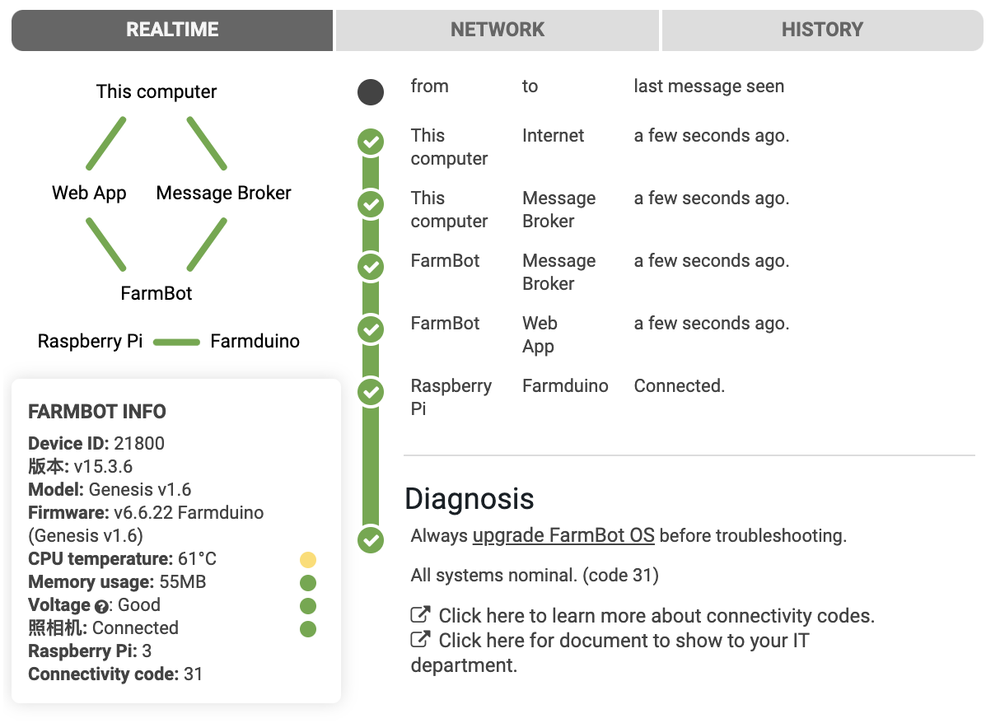 REALTIME
NETWORK
HISTORY
This computer
Web App
Message Broker
FarmBot
Raspberry Pi
Farmduino
FARMBOT INFO
Device ID: 21800
版本: v15.3.6
Model: Genesis v1.6
Firmware: v6.6.22 Farmduino
(Genesis v1.6)
CPU temperature: 61°C
Memory usage: 55MB
Voltage ?: Good
照相机: Connected
Raspberry Pi: 3
Connectivity code: 31
from to last message seen
This Internet a few seconds ago.
computer
This Message a few seconds ago.
computer Broker
FarmBot Message a few seconds ago.
Broker
FarmBot Web a few seconds ago.
App
Raspberry Farmduino Connected.
Pi
Diagnosis
Always upgrade FarmBot OS before troubleshooting.
All systems nominal. (code 31)
Click here to learn more about connectivity codes.
Click here for document to show to your IT
department.